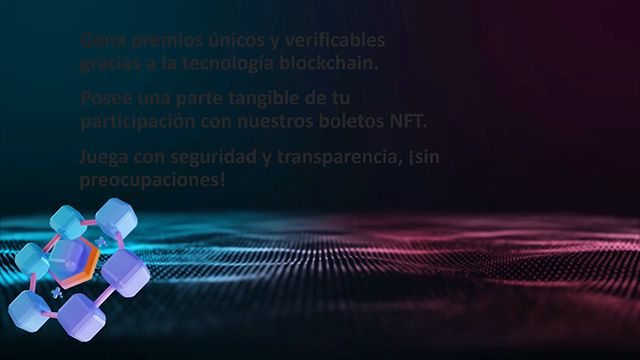 Gana premios únicos y verificables
gracias a la tecnología blockchain.
Posee una parte tangible de tu
participación con nuestros boletos NFT.
Juega con seguridad y transparencia, ¡sin
preocupaciones!